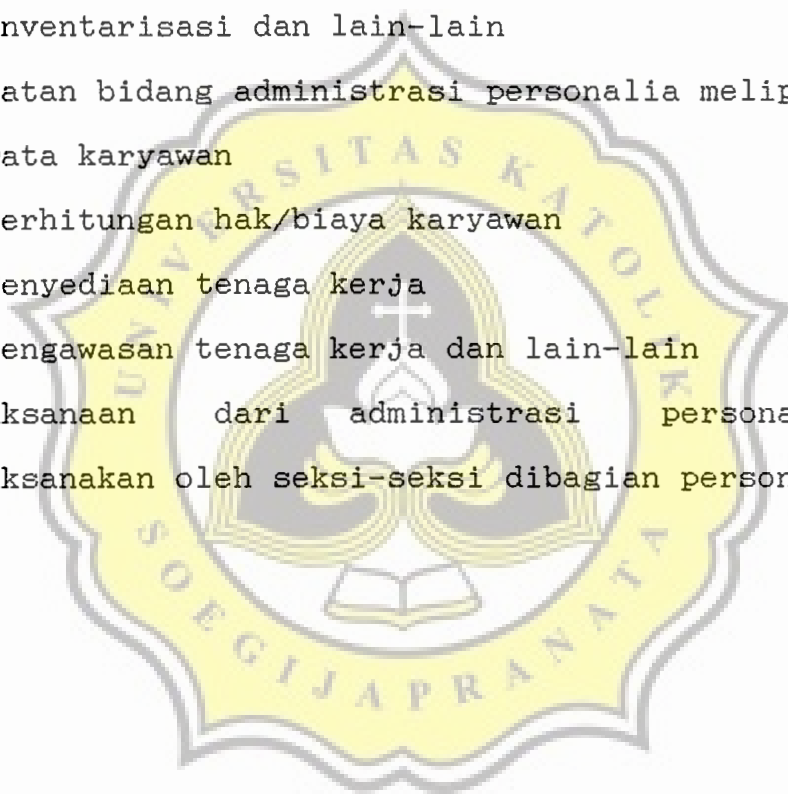 nventarisasi dan lain-lain
atan bidang administrasi personalia melip
ata karyawan
erhitungan hak/biaya karyawan
enyediaan tenaga kerja
engawasan tenaga kerja dan lain-lain
ksanaan dari administrasi persona
ksanakan oleh seksi-seksi dibagian person
UNIVERSITAS KATOLIK
SOEGIJAPRANATA